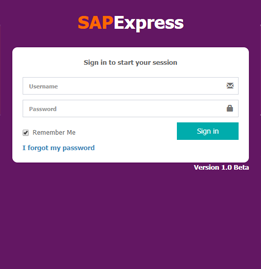 SAPExpress
Sign in to start your session
Username
Password
Remember Me
Sign in
I forgot my password
Version 1.0 Beta